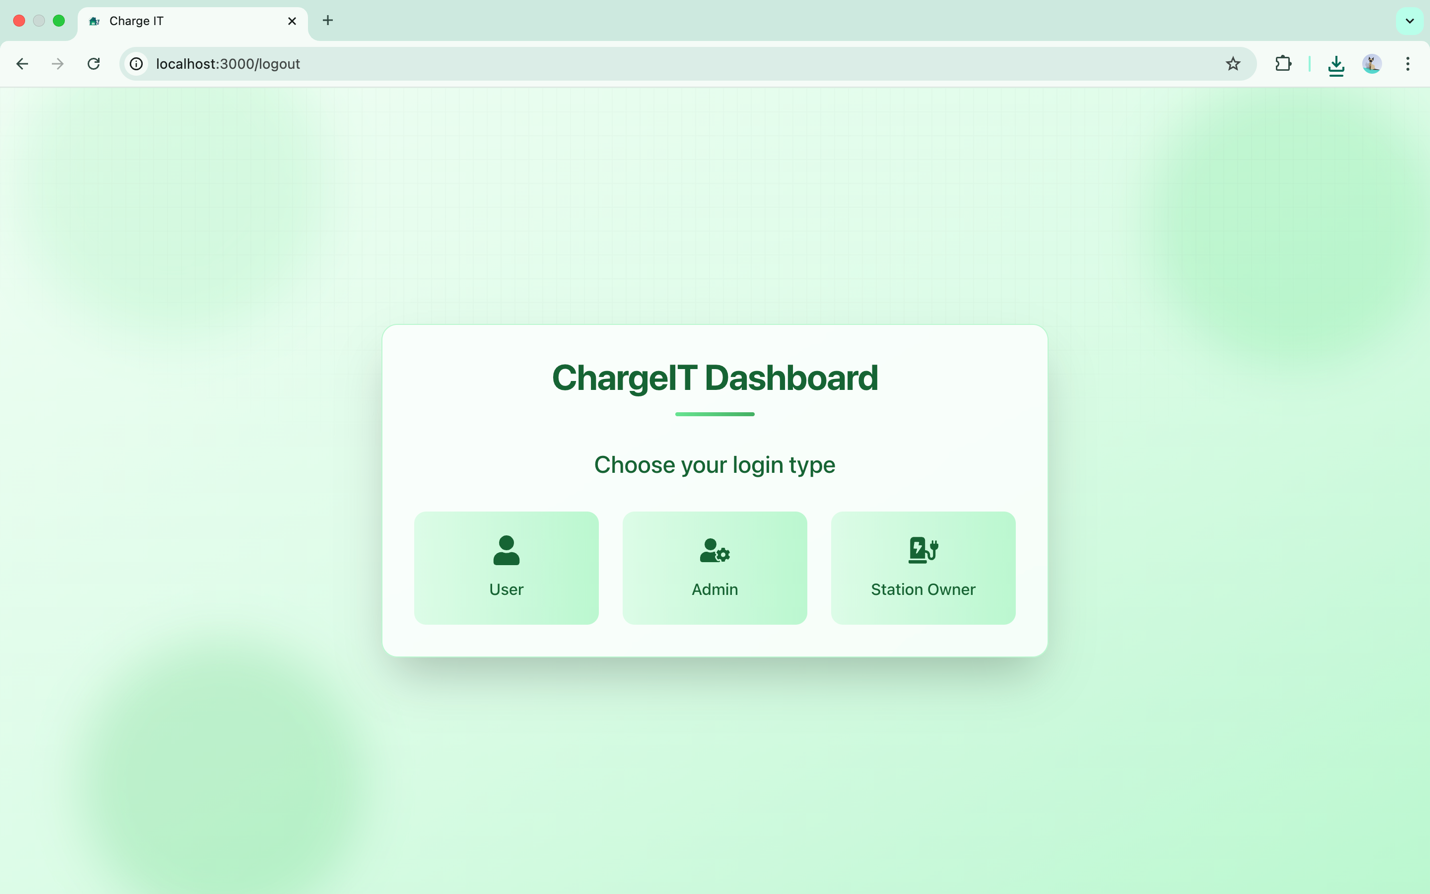 Charge IT
localhost:3000/logout
ChargeIT Dashboard
Choose your login type
User
Admin
Station Owner